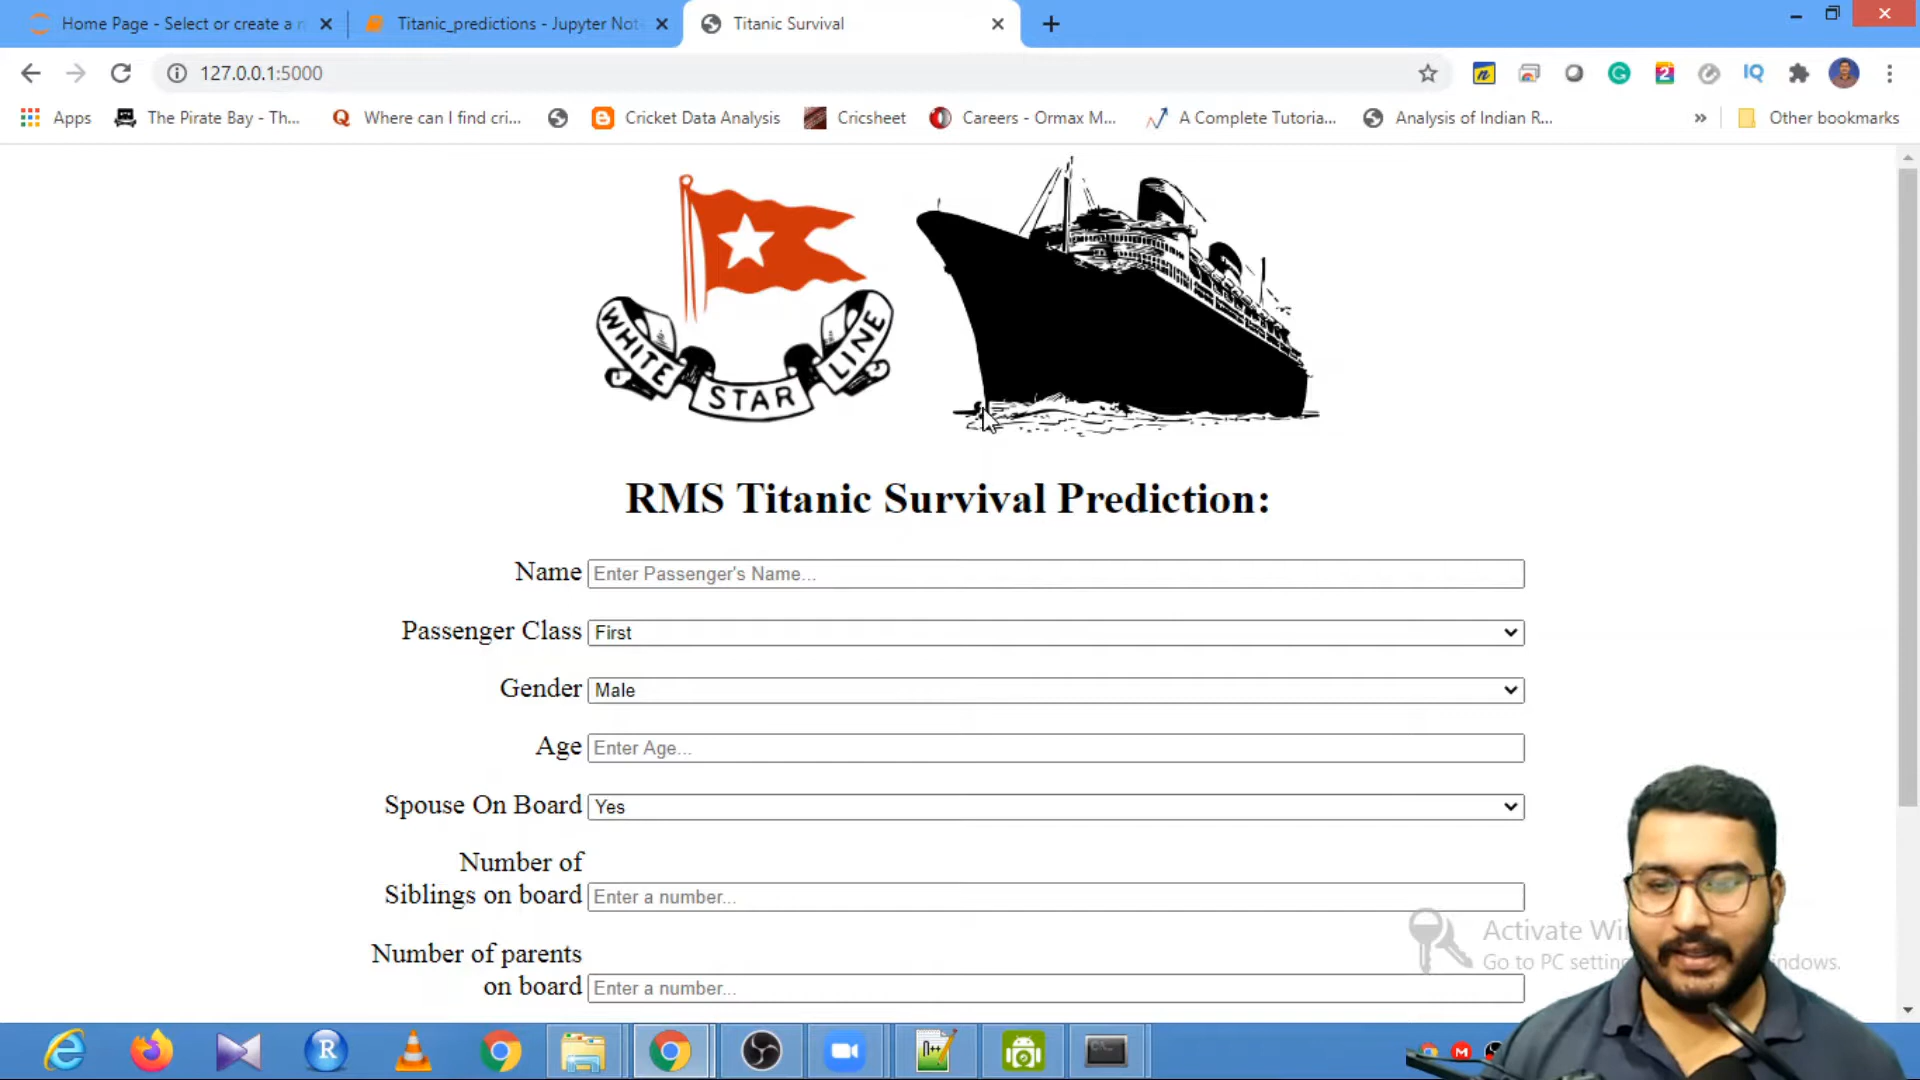 Home Page - Select or create a n
Titanic_predictions - Jupyter Not
Titanic Survival
127.0.0.1:5000
Apps
The Pirate Bay - Th...
Where can I find cri...
Cricket Data Analysis
Cricsheet
Careers - Ormax M...
A Complete Tutoria...
Analysis of Indian R...
Other bookmarks
WHITE STAR LINE
RMS Titanic Survival Prediction:
Name Enter Passenger's Name...
Passenger Class First
Gender Male
Age Enter Age...
Spouse On Board Yes
Number of
Siblings on board Enter a number...
Number of parents
on board Enter a number...
Activate Wi
Go to PC settin ndows.